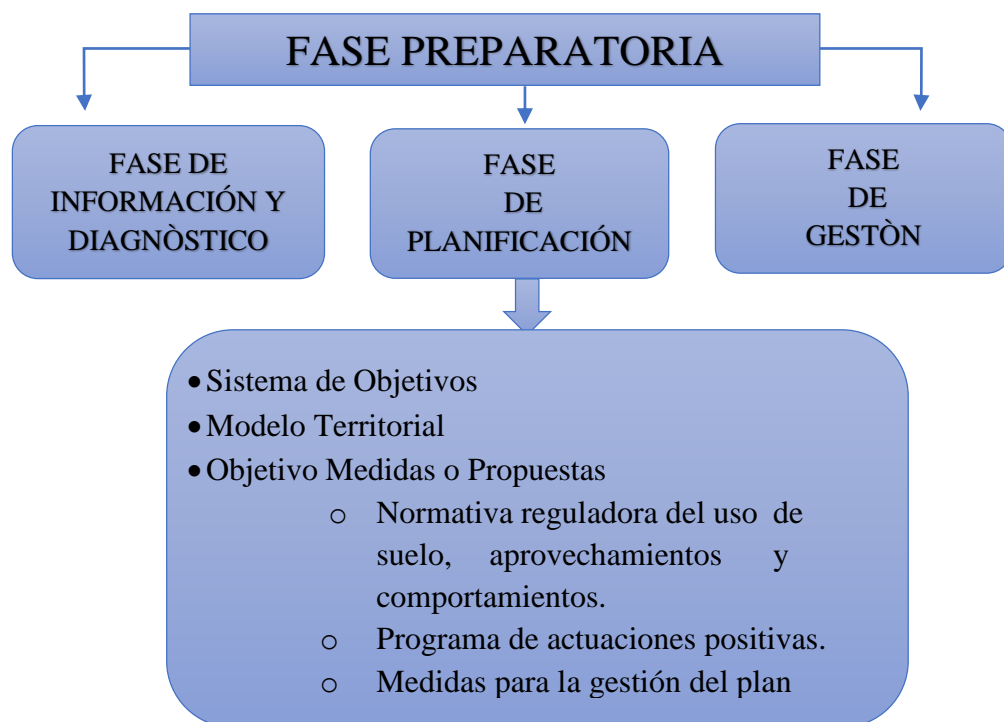 FASE PREPARATORIA
FASE DE
INFORMACIÓN Y
DIAGNÒSTICO
FASE
DE
PLANIFICACIÓN
FASE
DE
GESTÒN
• Sistema de Objetivos
• Modelo Territorial
• Objetivo Medidas o Propuestas
o Normativa reguladora del uso de
suelo, aprovechamientos y
comportamientos.
o Programa de actuaciones positivas.
o Medidas para la gestión del plan